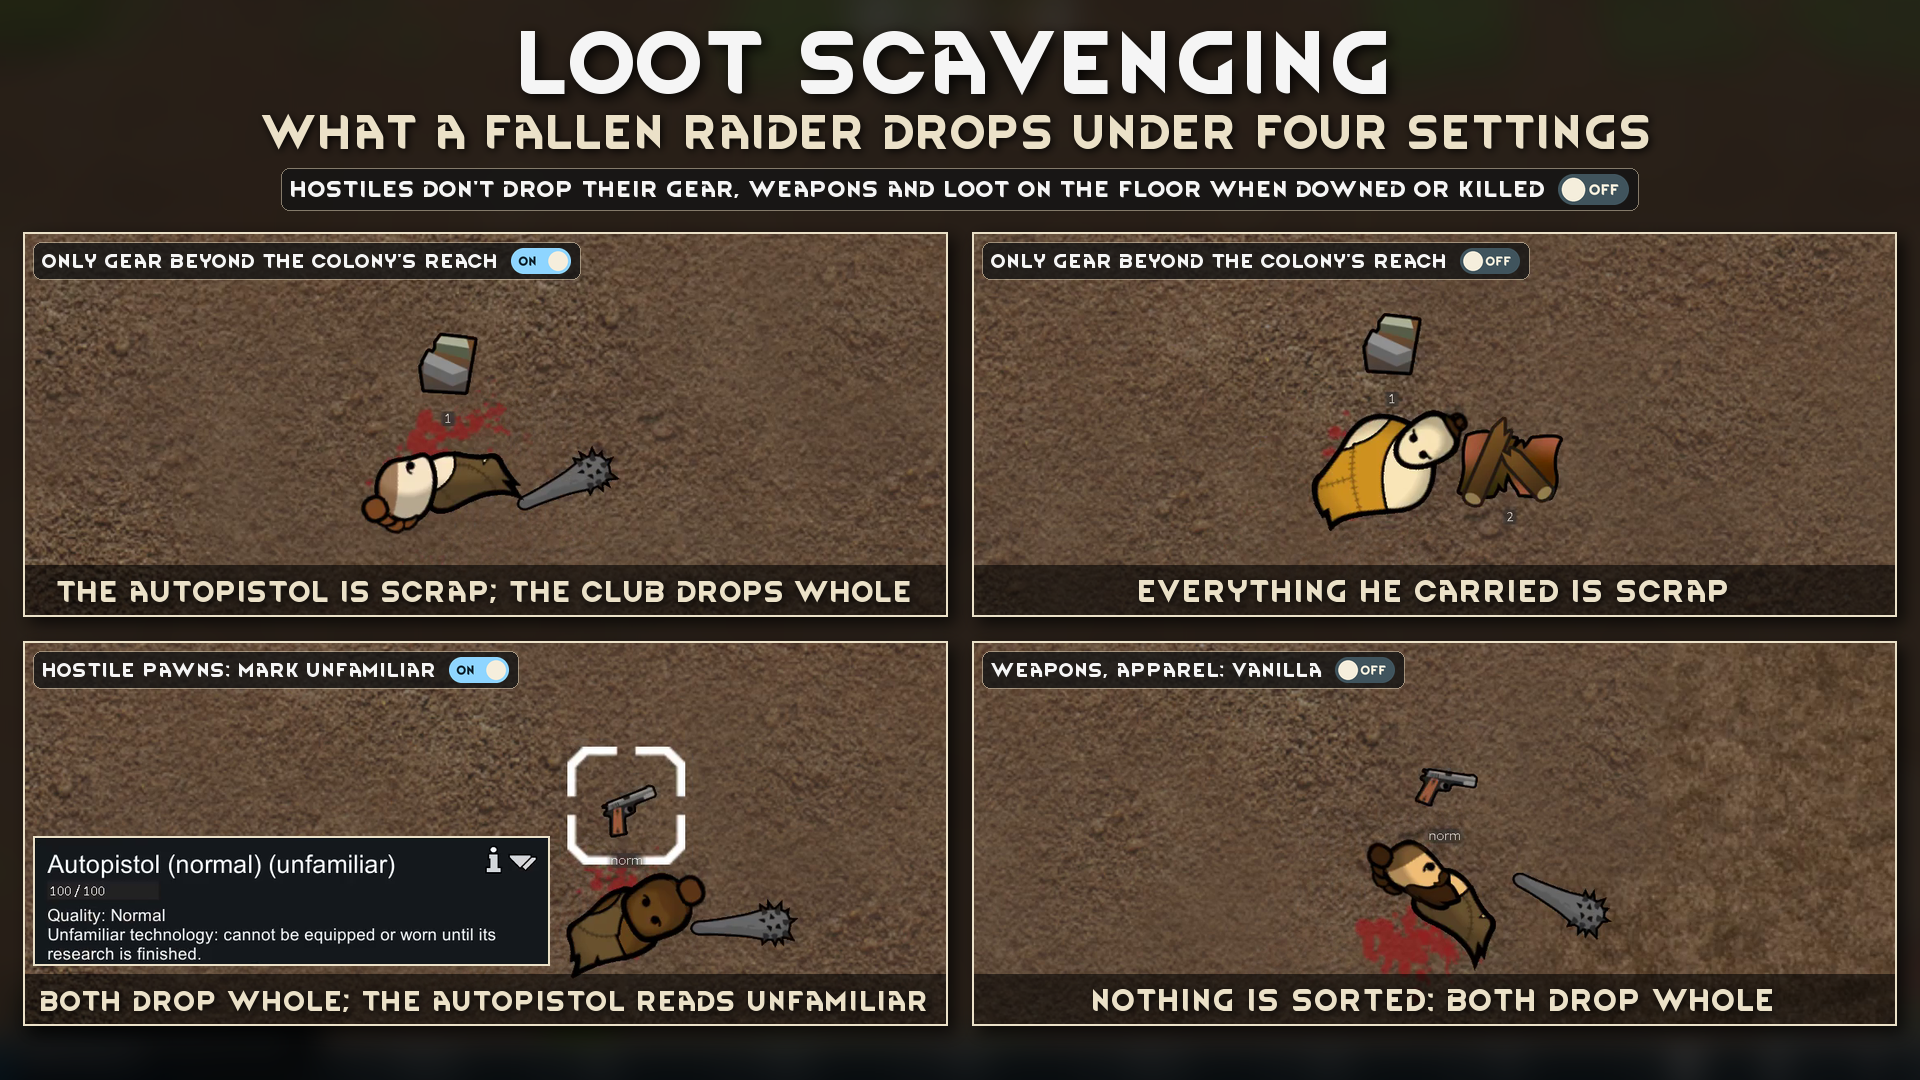 LOOT SCAVENGING
WHAT A FALLEN RAIDER DROPS UNDER FOUR SETTINGS
HOSTILES DON'T DROP THEIR GEAR, WEAPONS AND LOOT ON THE FLOOR WHEN DOWNED OR KILLED OFF
ONLY GEAR BEYOND THE COLONY'S REACH ON
1
THE AUTOPISTOL IS SCRAP; THE CLUB DROPS WHOLE
ONLY GEAR BEYOND THE COLONY'S REACH OFF
1
2
EVERYTHING HE CARRIED IS SCRAP
HOSTILE PAWNS: MARK UNFAMILIAR ON
norm
Autopistol (normal) (unfamiliar)
100 / 100
Quality: Normal
Unfamiliar technology: cannot be equipped or worn until its
research is finished.
BOTH DROP WHOLE; THE AUTOPISTOL READS UNFAMILIAR
WEAPONS, APPAREL: VANILLA OFF
norm
NOTHING IS SORTED: BOTH DROP WHOLE